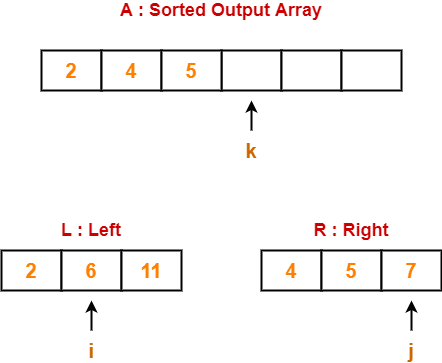 A : Sorted Output Array
2 4 5
k
L : Left R : Right
2 6 11 4 5 7
i j